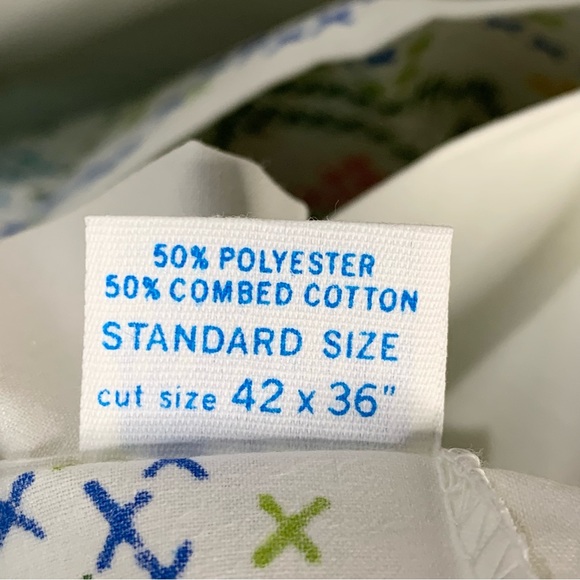 50% POLYESTER
50% COMBED COTTON
STANDARD SIZE
cut size 42 x 36"